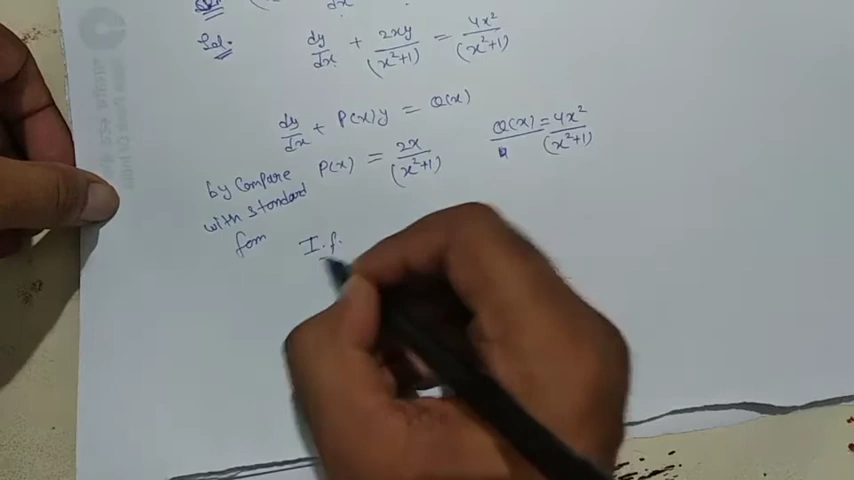 Sol. dy/dx + 2xy/(x²+1) = 4x²/(x²+1)
dy/dx + P(x)y = Q(x)
by Compare P(x) = 2x/(x²+1) Q(x) = 4x²/(x²+1)
with standard
form I.f.